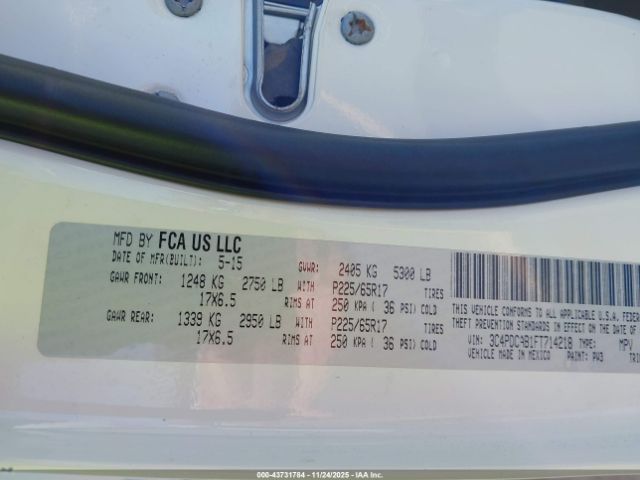 MFD BY FCA US LLC
DATE OF MFR(BUILT): 5-15 GVWR: 2405 KG 5300 LB
GAWR FRONT: 1248 KG 2750 LB WITH P225/65R17 TIRES
17X6.5 RIMS AT 250 KPA ( 36 PSI) COLD
GAWR REAR: 1339 KG 2950 LB WITH P225/65R17 TIRES
17X6.5 RIMS AT 250 KPA ( 36 PSI) COLD
THIS VEHICLE CONFORMS TO ALL APPLICABLE U.S.A. FEDER
THEFT PREVENTION STANDARDS IN EFFECT ON THE DATE OF
VIN: 3C4PDCAB1FT714218 TYPE: MPV
VEHICLE MADE IN MEXICO PAINT: PW3 TRI
000-43731784 - 11/24/2025 - IAA Inc.